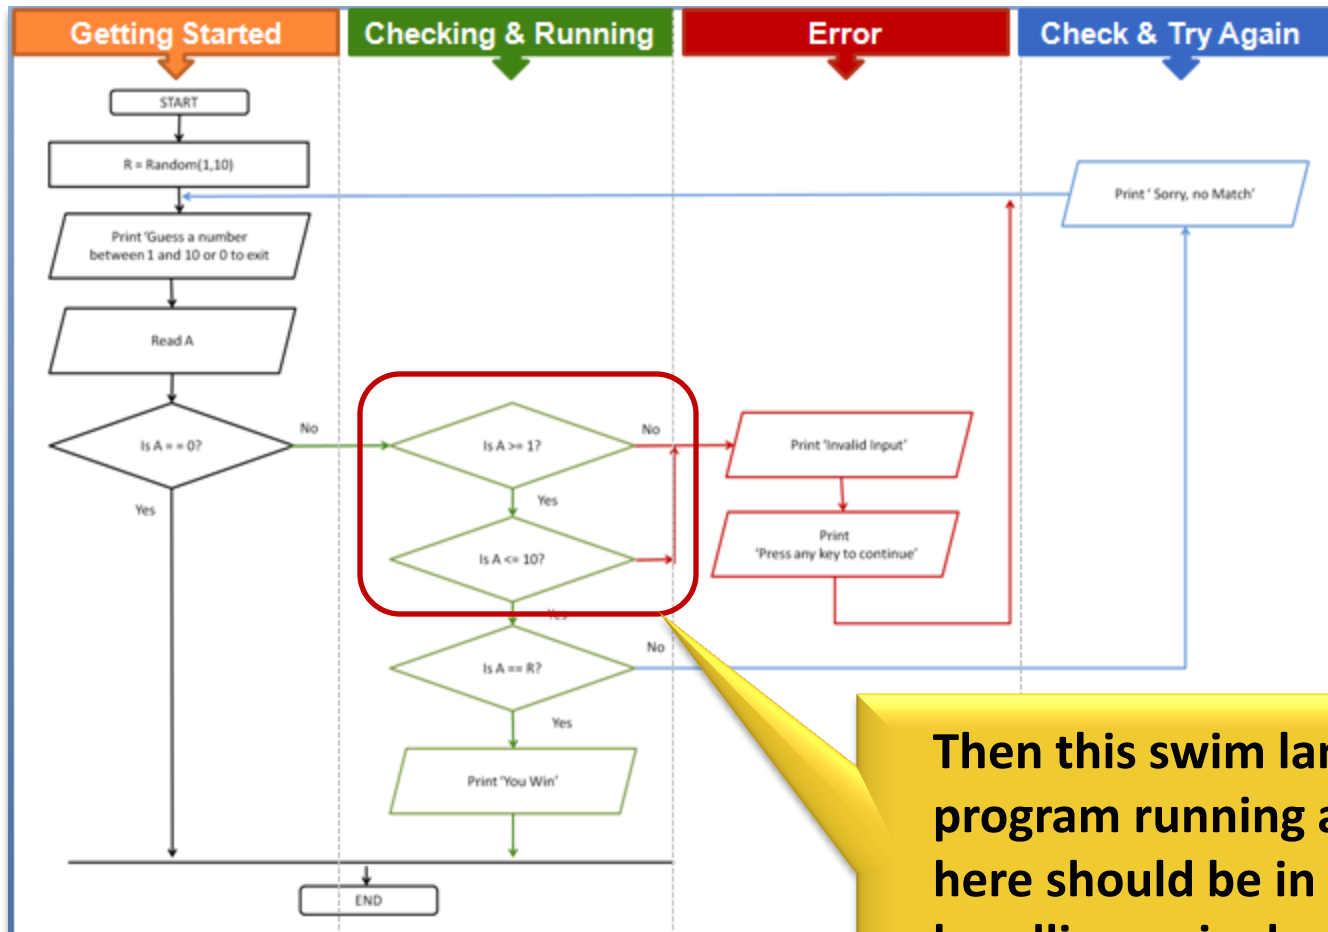 Getting Started
Checking & Running
Error
Check & Try Again
START
R = Random(1,10)
Print 'Guess a number
between 1 and 10 or 0 to exit
Read A
Is A = = 0?
No
Yes
Is A >= 1?
No
Yes
Is A <= 10?
Yes
Is A == R?
No
Yes
Print 'You Win'
END
Print 'Invalid Input'
Print
'Press any key to continue'
Print ' Sorry, no Match'
Then this swim
program running
here should be in